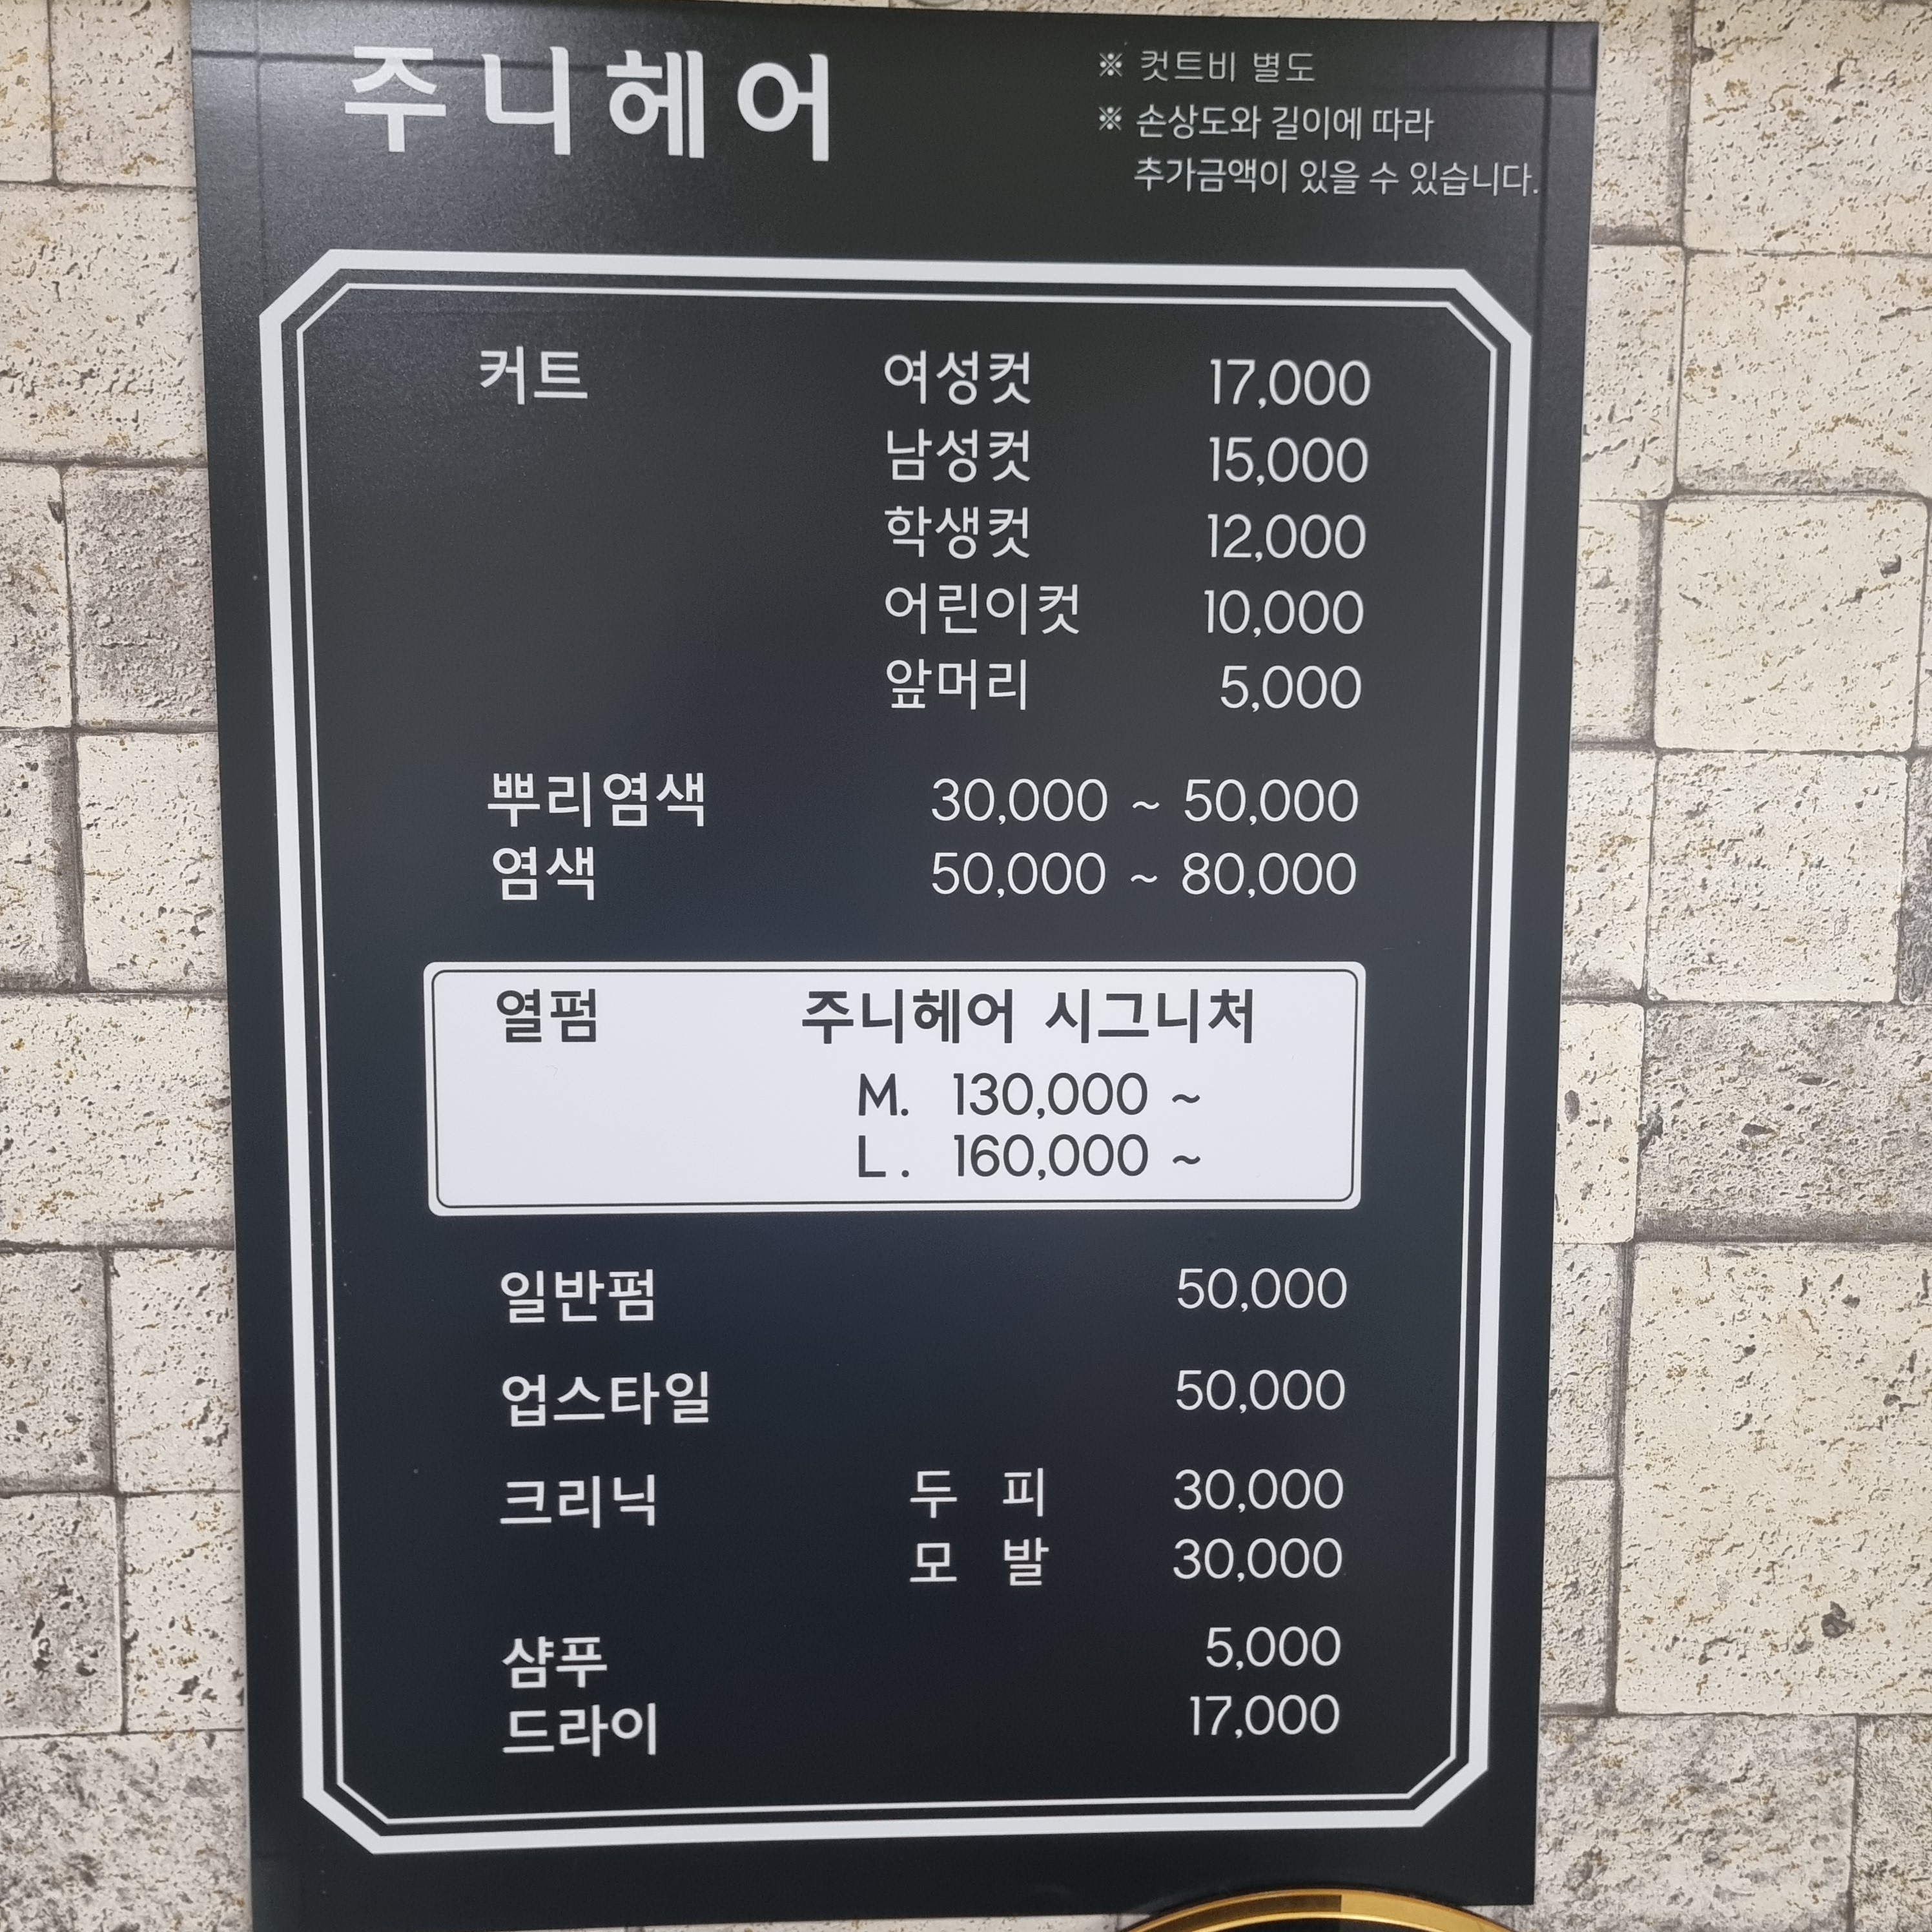 주니헤어
※ 컷트비 별도
※ 손상도와 길이에 따라
추가금액이 있을 수 있습니다.
커트 여성컷 17,000
남성컷 15,000
학생컷 12,000
어린이컷 10,000
앞머리 5,000
뿌리염색 30,000 ~ 50,000
염색 50,000 ~ 80,000
열펌 주니헤어 시그니처
M. 130,000 ~
L. 160,000 ~
일반펌 50,000
업스타일 50,000
크리닉 두 피 30,000
모 발 30,000
샴푸 5,000
드라이 17,000